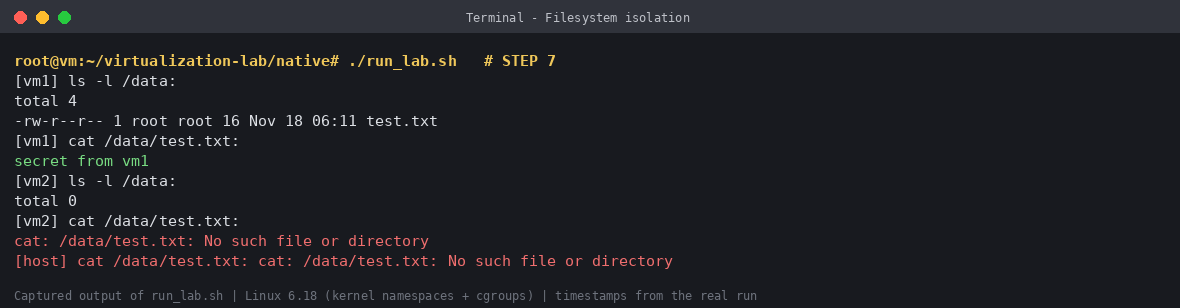 Terminal - Filesystem isolation
root@vm:~/virtualization-lab/native# ./run_lab.sh   # STEP 7
[vm1] ls -l /data:
total 4
-rw-r--r-- 1 root root 16 Nov 18 06:11 test.txt
[vm1] cat /data/test.txt:
secret from vm1
[vm2] ls -l /data:
total 0
[vm2] cat /data/test.txt:
cat: /data/test.txt: No such file or directory
[host] cat /data/test.txt: cat: /data/test.txt: No such file or directory
Captured output of run_lab.sh | Linux 6.18 (kernel namespaces + cgroups) | timestamps from the real run